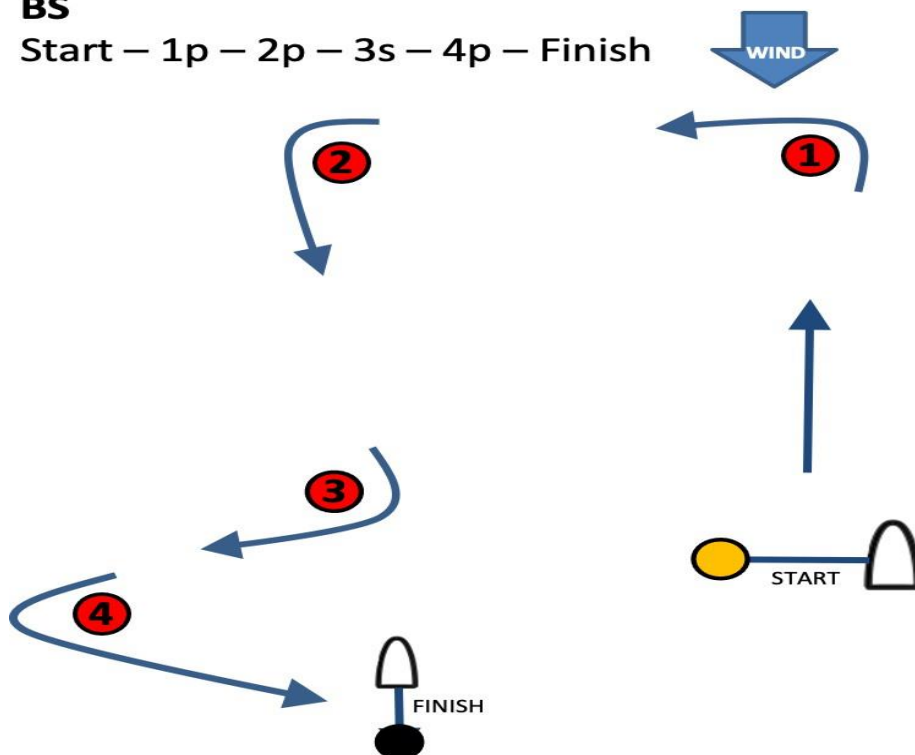 BS
Start – 1p – 2p – 3s – 4p – Finish
WIND
2
1
3
START
4
FINISH